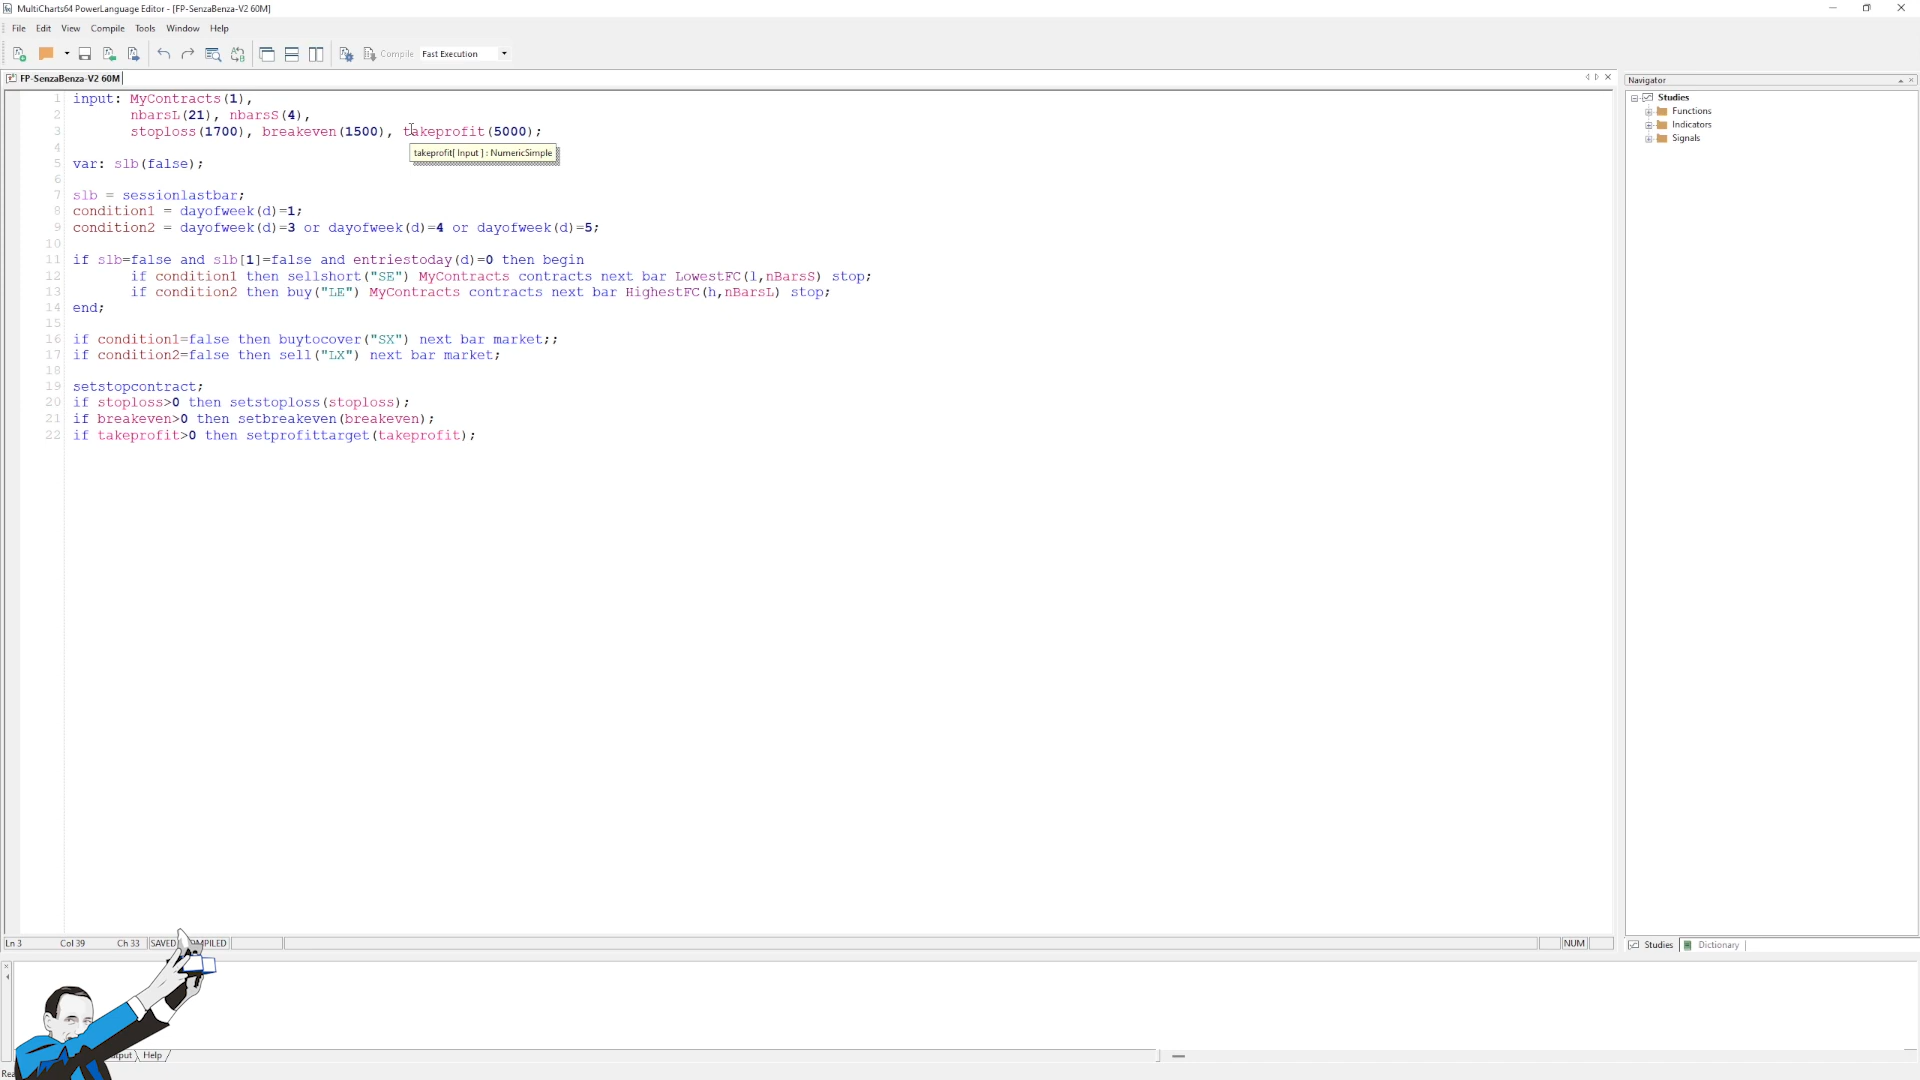 MultiCharts64 PowerLanguage Editor - [FP-SenzaBenza-V2 60M]
File Edit View Compile Tools Window Help
Compile Fast Execution
FP-SenzaBenza-V2 60M
1 input: MyContracts(1),
2 nbarsL(21), nbarsS(4),
3 stoploss(1700), breakeven(1500), takeprofit(5000);
4
takeprofit[ Input ] : NumericSimple
5 var: slb(false);
6
7 slb = sessionlastbar;
8 condition1 = dayofweek(d)=1;
9 condition2 = dayofweek(d)=3 or dayofweek(d)=4 or dayofweek(d)=5;
10
11 if slb=false and slb[1]=false and entriestoday(d)=0 then begin
12 if condition1 then sellshort("SE") MyContracts contracts next bar LowestFC(l,nBarsS) stop;
13 if condition2 then buy("LE") MyContracts contracts next bar HighestFC(h,nBarsL) stop;
14 end;
15
16 if condition1=false then buytocover("SX") next bar market;;
17 if condition2=false then sell("LX") next bar market;
18
19 setstopcontract;
20 if stoploss>0 then setstoploss(stoploss);
21 if breakeven>0 then setbreakeven(breakeven);
22 if takeprofit>0 then setprofittarget(takeprofit);
Navigator
Studies
Functions
Indicators
Signals
Ln 3 Col 39 Ch 33 SAVED NUM
Studies Dictionary
Help